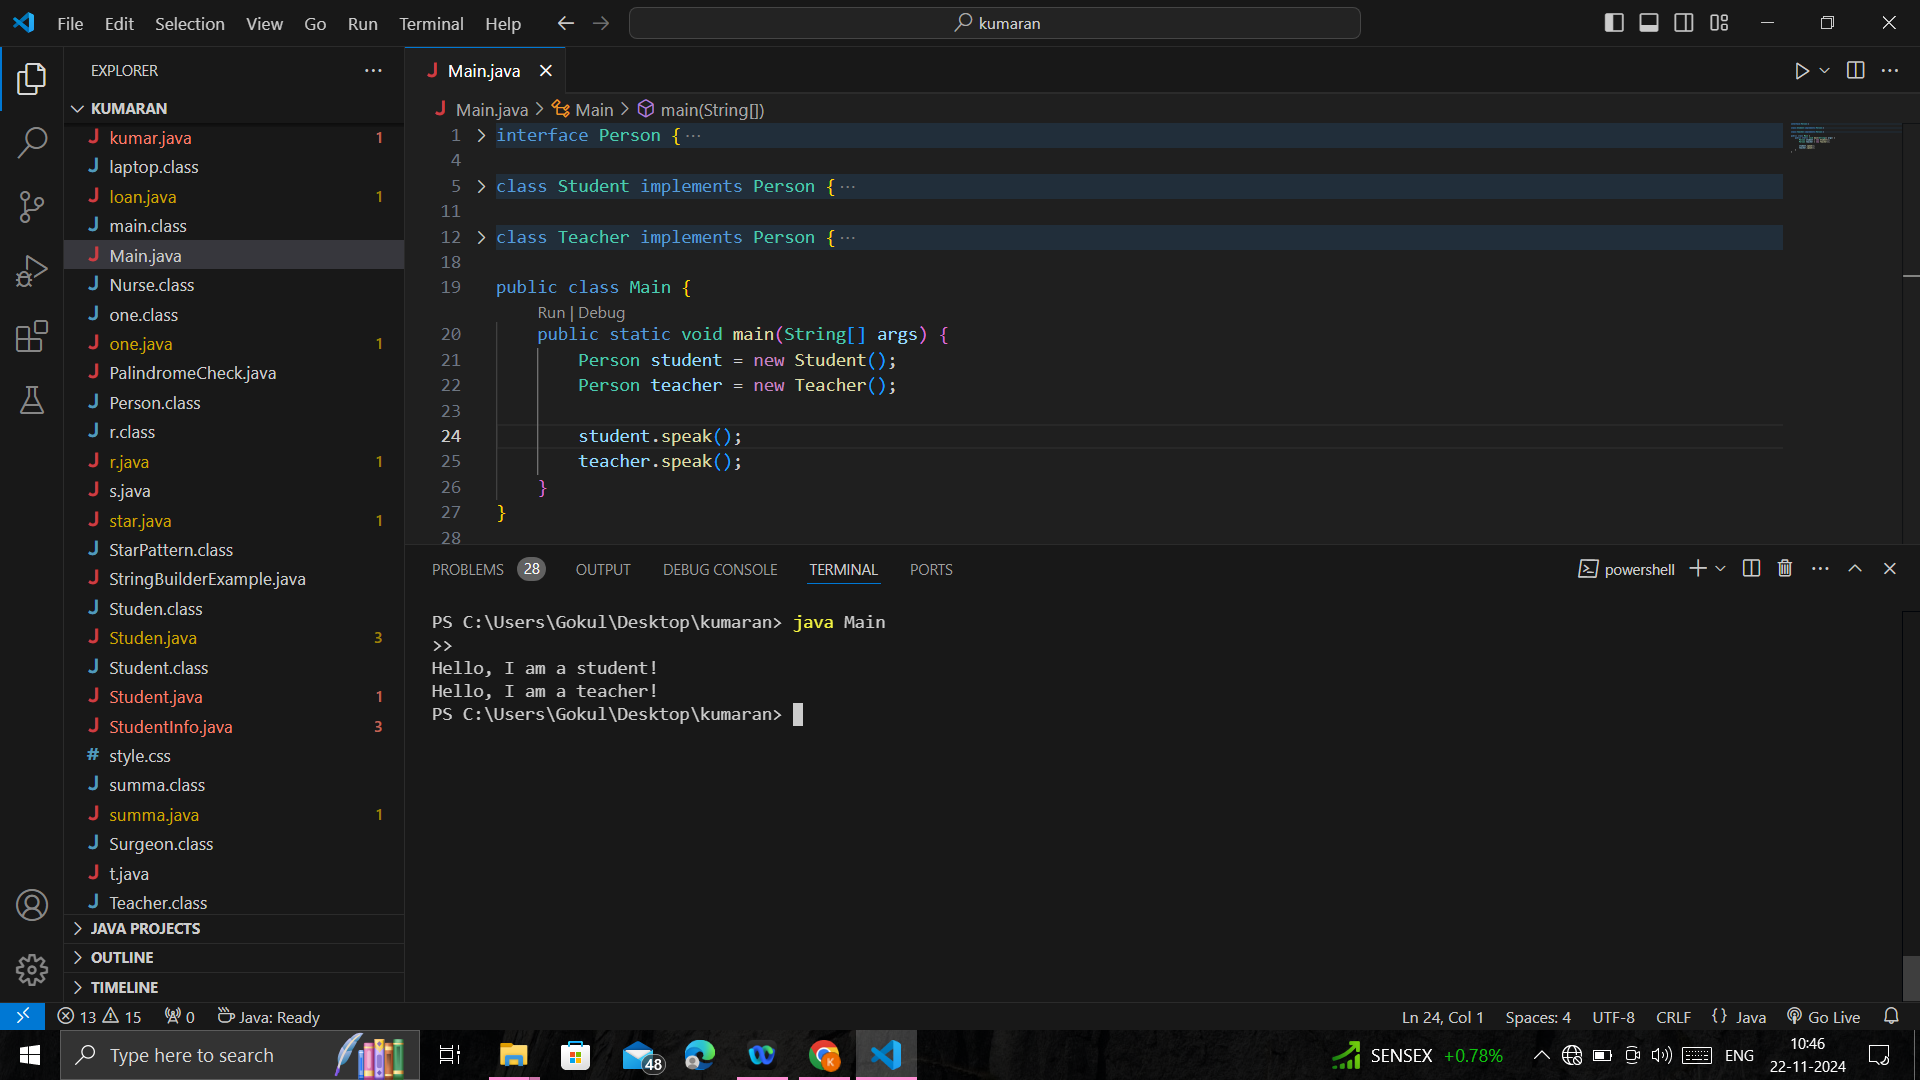 File Edit Selection View Go Run Terminal Help
kumaran
EXPLORER
KUMARAN
kumar.java 1
laptop.class
loan.java 1
main.class
Main.java
Nurse.class
one.class
one.java 1
PalindromeCheck.java
Person.class
r.class
r.java 1
s.java
star.java 1
StarPattern.class
StringBuilderExample.java
Studen.class
Studen.java 3
Student.class
Student.java 1
StudentInfo.java 3
style.css
summa.class
summa.java 1
Surgeon.class
t.java
Teacher.class
JAVA PROJECTS
OUTLINE
TIMELINE
Main.java
Main.java > Main > main(String[])
1 interface Person { ...
4
5 class Student implements Person { ...
11
12 class Teacher implements Person { ...
18
19 public class Main {
Run | Debug
20 public static void main(String[] args) {
21 Person student = new Student();
22 Person teacher = new Teacher();
23
24 student.speak();
25 teacher.speak();
26 }
27 }
28
PROBLEMS 28 OUTPUT DEBUG CONSOLE TERMINAL PORTS
powershell
PS C:\Users\Gokul\Desktop\kumaran> java Main
>>
Hello, I am a student!
Hello, I am a teacher!
PS C:\Users\Gokul\Desktop\kumaran>
13 15 0 Java: Ready
Ln 24, Col 1 Spaces: 4 UTF-8 CRLF {} Java Go Live
Type here to search
48
K
SENSEX +0.78%
ENG
10:46
22-11-2024